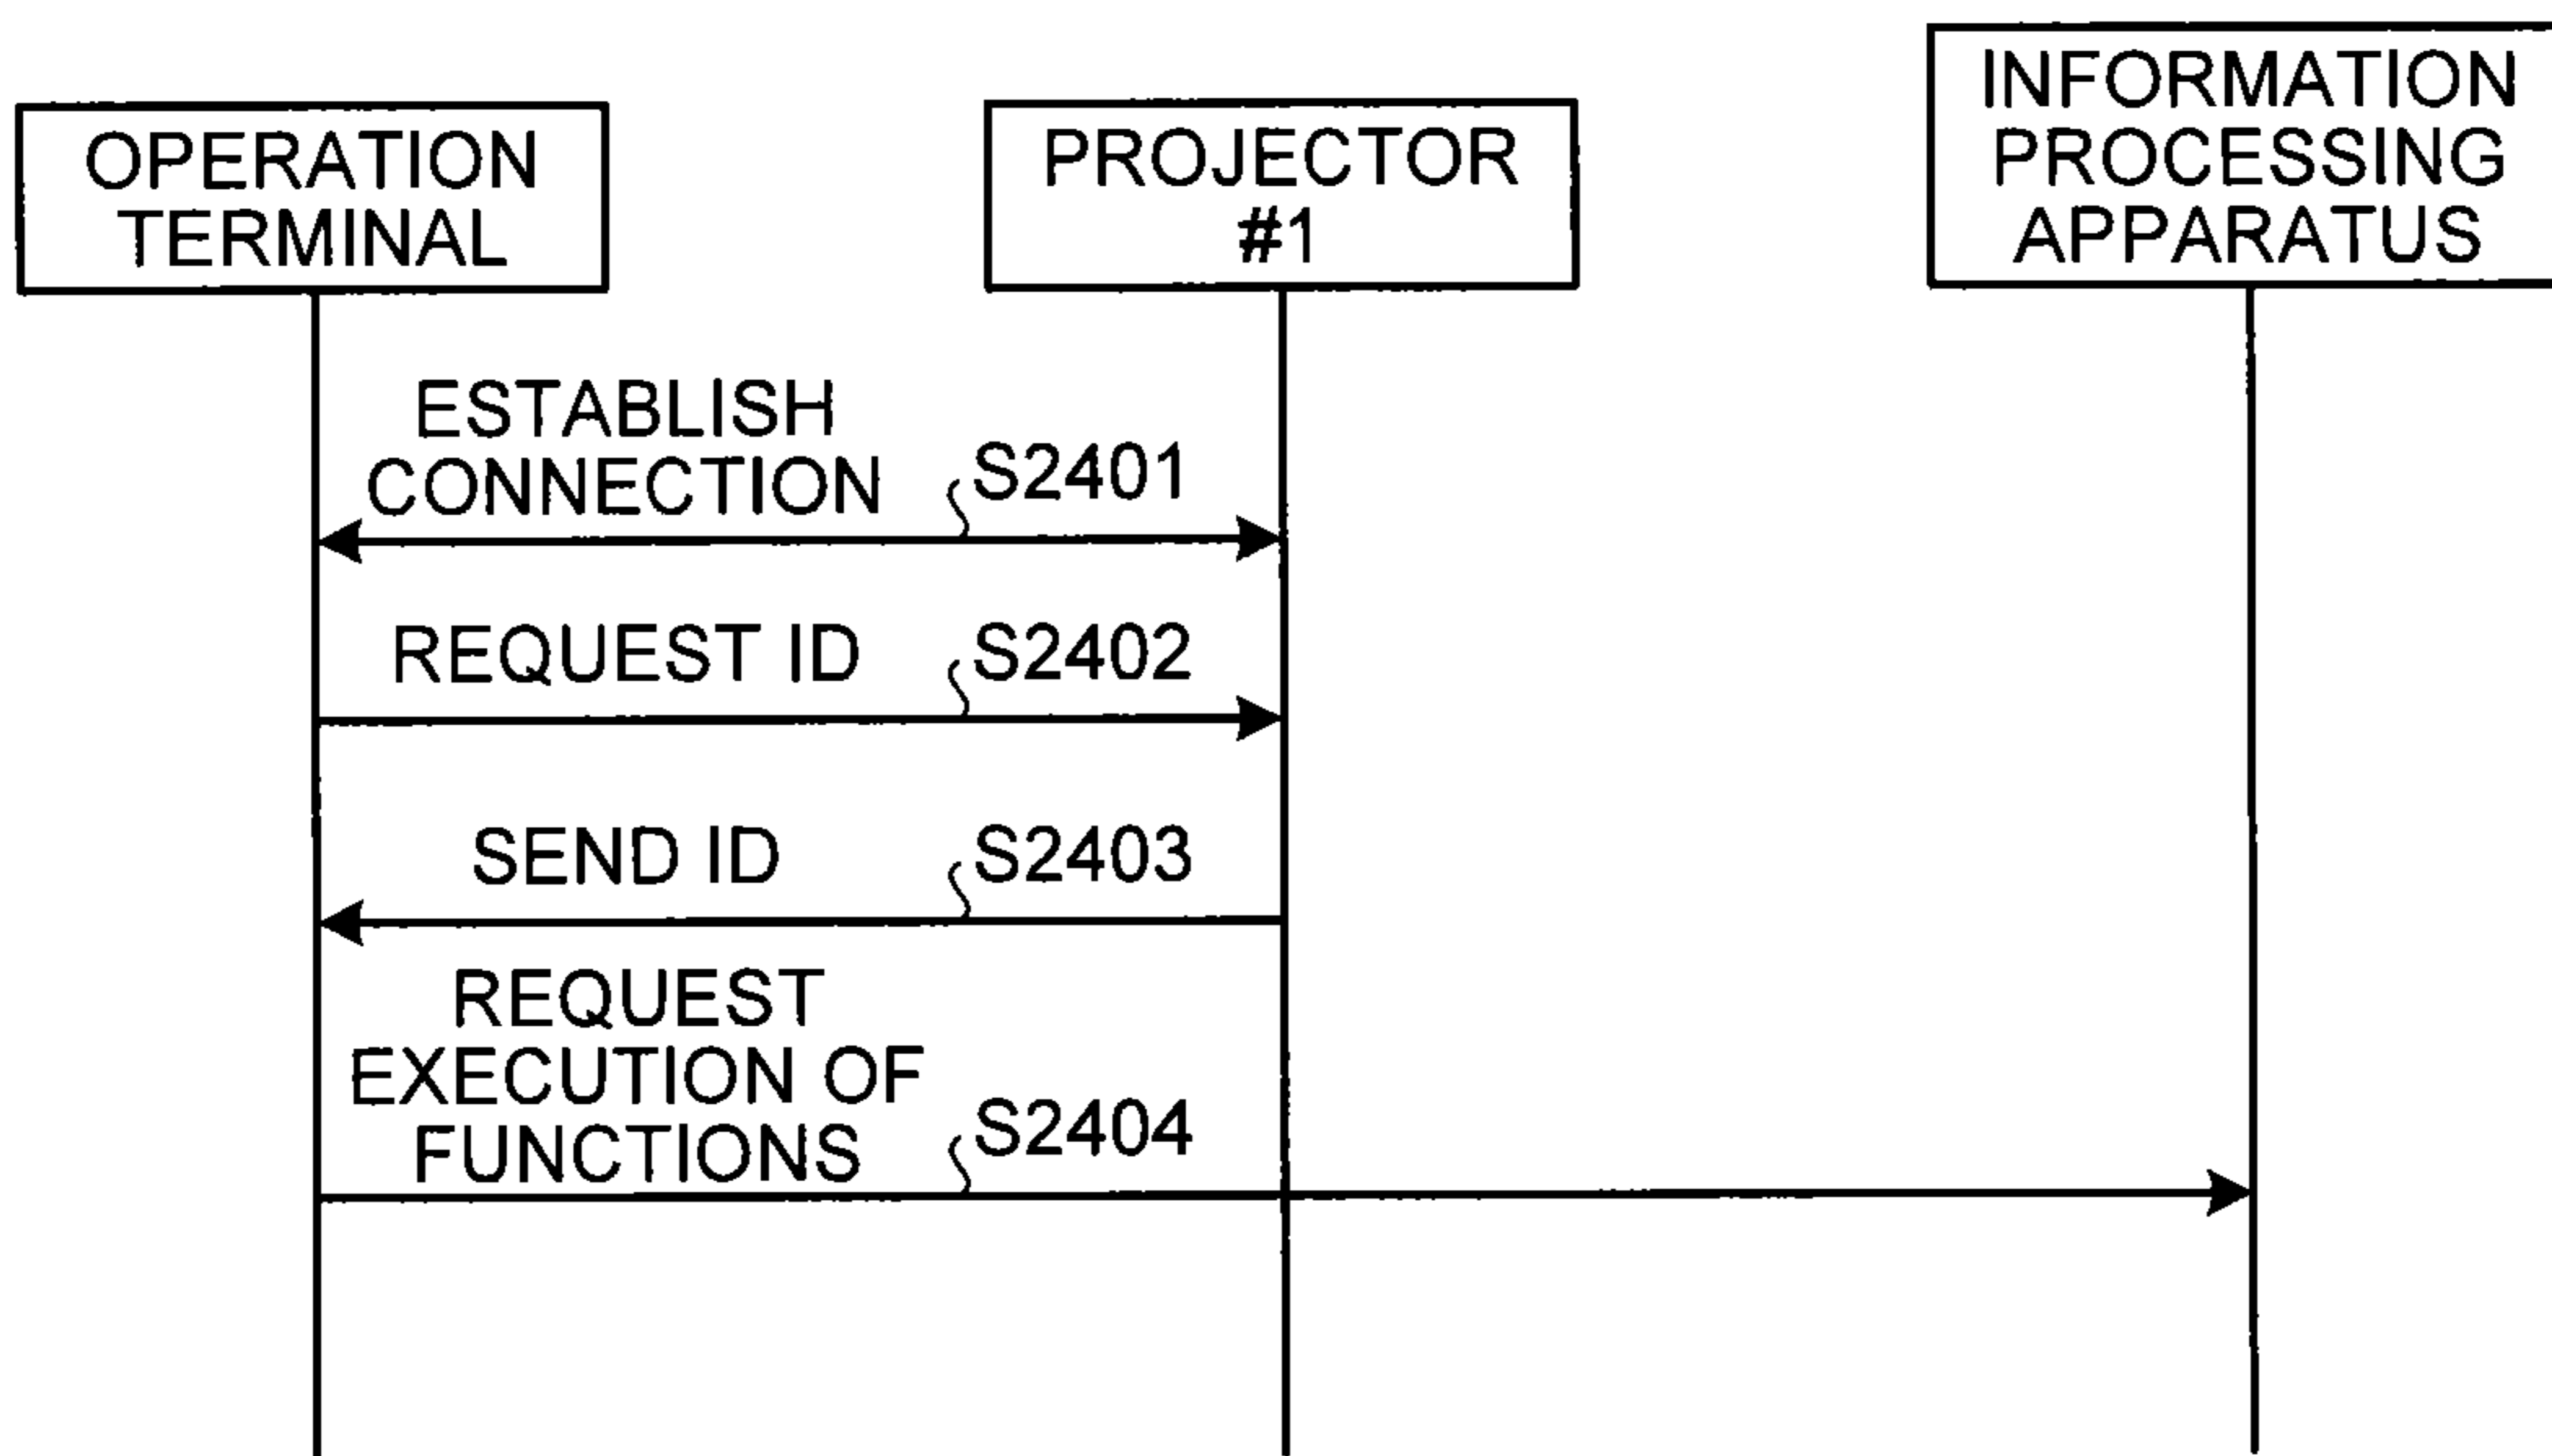 OPERATION
TERMINAL
PROJECTOR
#1
INFORMATION
PROCESSING
APPARATUS
ESTABLISH
CONNECTION
S2401
REQUEST ID
S2402
SEND ID
S2403
REQUEST
EXECUTION OF
FUNCTIONS
S2404